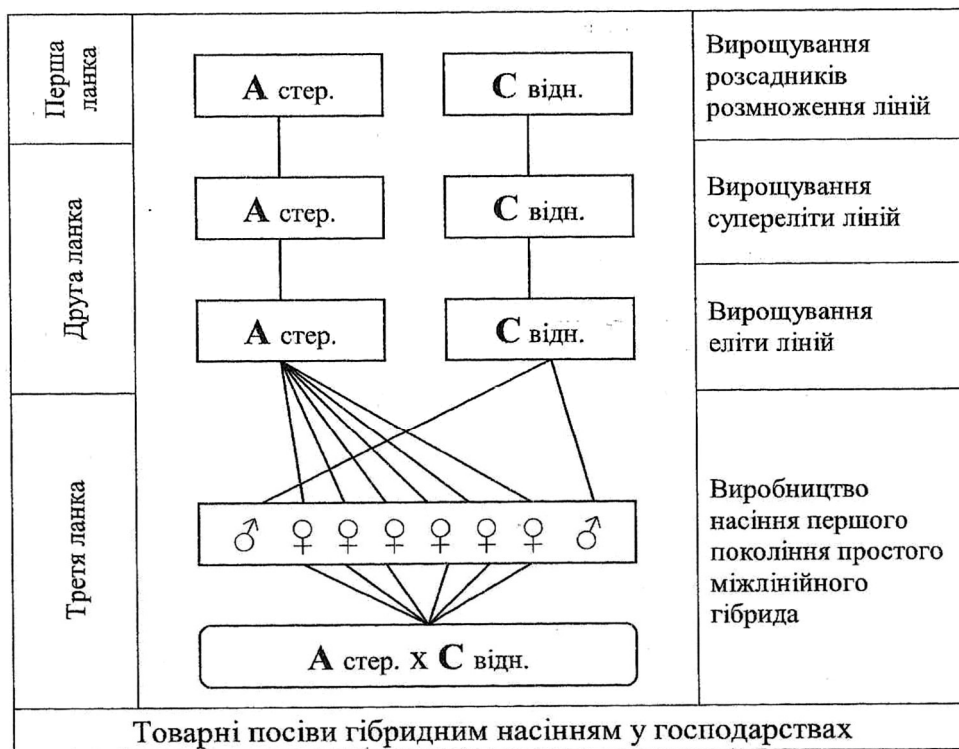 Перша
ланка
А стер.
С відн.
Вирощування
розсадників
розмноження ліній
Друга ланка
А стер.
С відн.
Вирощування
супереліти ліній
А стер.
С відн.
Вирощування
еліти ліній
Третя ланка
♂ ♀ ♀ ♀ ♀ ♀ ♀ ♂
А стер. х С відн.
Виробництво
насіння першого
покоління простого
міжлінійного
гібрида
Товарні посіви гібридним насінням у господарствах